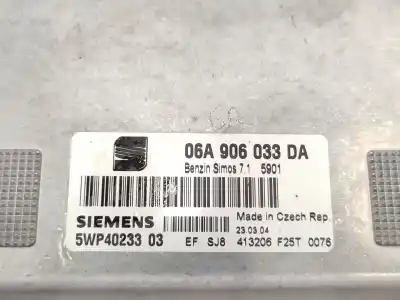 CA
06A 906 033 DA
Benzin Simos 7.1 5901
SIEMENS
Made in Czech Rep.
23.03.04
5WP40233 03
EF SJ8 413206 F25T 0076